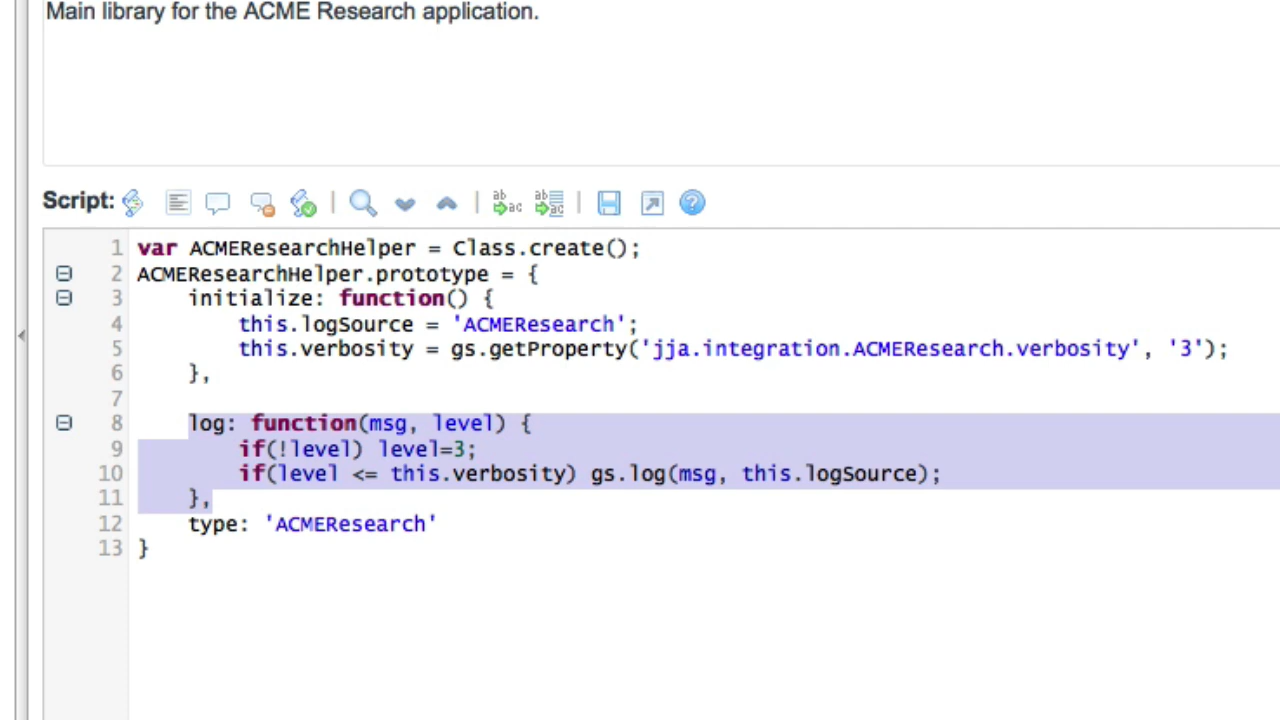 Main library for the ACME Research application.
Script:
1 var ACMEResearchHelper = Class.create();
2 ACMEResearchHelper.prototype = {
3 initialize: function() {
4 this.logSource = 'ACMEResearch';
5 this.verbosity = gs.getProperty('jja.integration.ACMEResearch.verbosity', '3');
6 },
7
8 log: function(msg, level) {
9 if(!level) level=3;
10 if(level <= this.verbosity) gs.log(msg, this.logSource);
11 },
12 type: 'ACMEResearch'
13 }